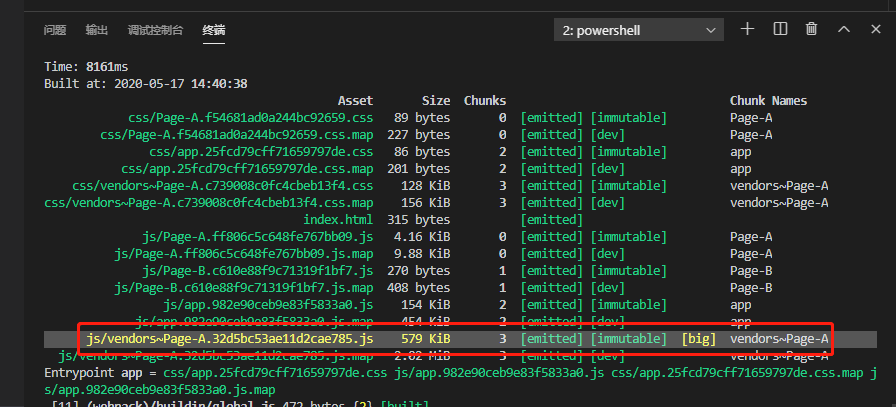 问题 输出 调试控制台 终端 2: powershell
Time: 8161ms
Built at: 2020-05-17 14:40:38
Asset Size Chunks Chunk Names
css/Page-A.f54681ad0a244bc92659.css 89 bytes 0 [emitted] [immutable] Page-A
css/Page-A.f54681ad0a244bc92659.css.map 227 bytes 0 [emitted] [dev] Page-A
css/app.25fcd79cff71659797de.css 86 bytes 2 [emitted] [immutable] app
css/app.25fcd79cff71659797de.css.map 201 bytes 2 [emitted] [dev] app
css/vendors~Page-A.c739008c0fc4cbeb13f4.css 128 KiB 3 [emitted] [immutable] vendors~Page-A
css/vendors~Page-A.c739008c0fc4cbeb13f4.css.map 156 KiB 3 [emitted] [dev] vendors~Page-A
index.html 315 bytes [emitted]
js/Page-A.ff806c5c648fe767bb09.js 4.16 KiB 0 [emitted] [immutable] Page-A
js/Page-A.ff806c5c648fe767bb09.js.map 9.88 KiB 0 [emitted] [dev] Page-A
js/Page-B.c610e88f9c71319f1bf7.js 270 bytes 1 [emitted] [immutable] Page-B
js/Page-B.c610e88f9c71319f1bf7.js.map 408 bytes 1 [emitted] [dev] Page-B
js/app.982e90ceb9e83f5833a0.js 154 KiB 2 [emitted] [immutable] app
js/app.982e90ceb9e83f5833a0.js.map 454 KiB 2 [emitted] [dev] app
js/vendors~Page-A.32d5bc53ae11d2cae785.js 579 KiB 3 [emitted] [immutable] [big] vendors~Page-A
js/vendors~Page-A.32d5bc53ae11d2cae785.js.map 2.02 MiB 3 [emitted] [dev] vendors~Page-A
Entrypoint app = css/app.25fcd79cff71659797de.css js/app.982e90ceb9e83f5833a0.js css/app.25fcd79cff71659797de.css.map j
s/app.982e90ceb9e83f5833a0.js.map
[11] (webpack)/buildin/global.js 472 bytes {2} [built]